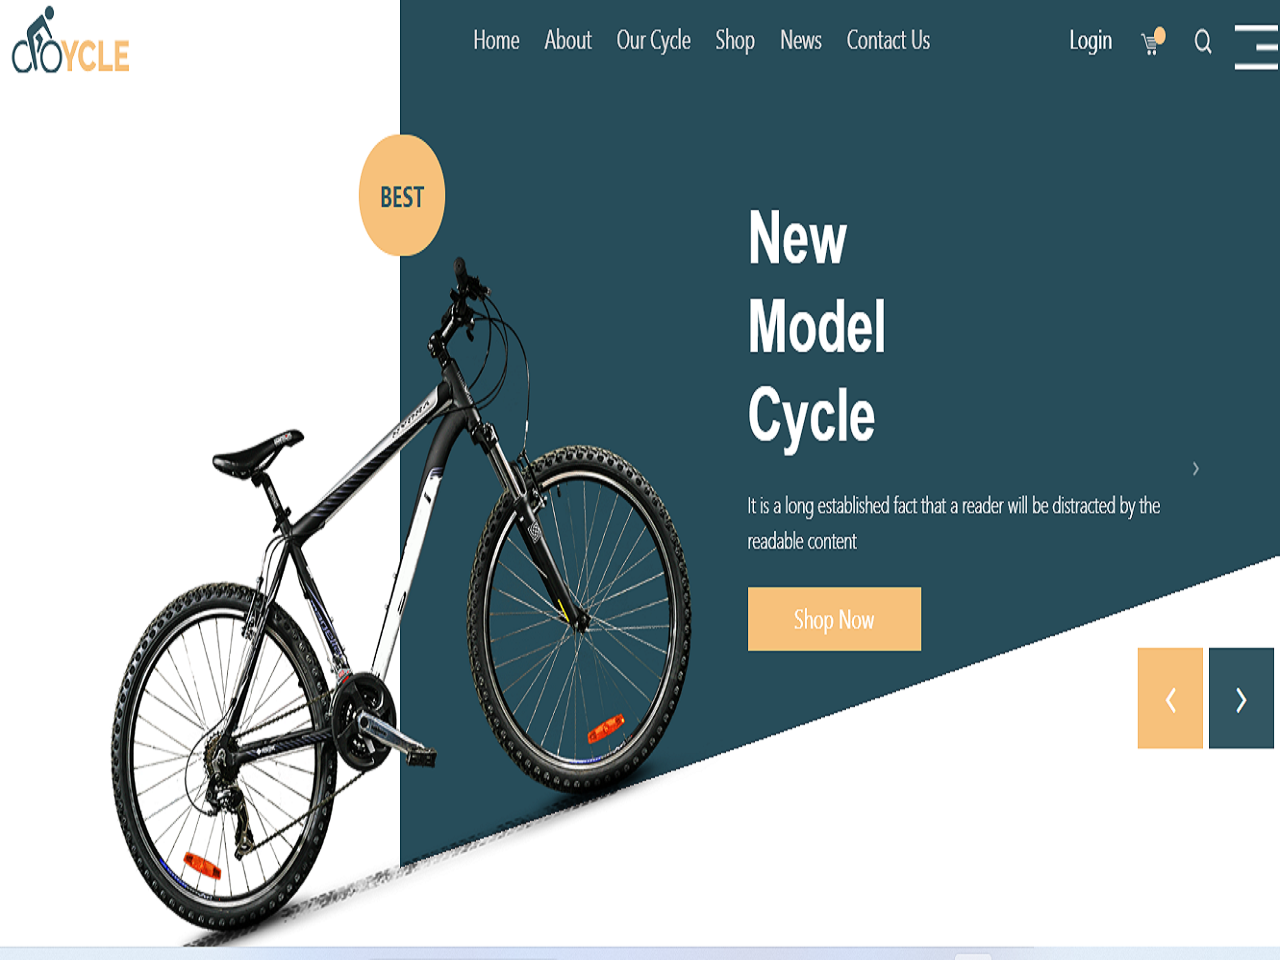 YCLE
Home About Our Cycle Shop News Contact Us Login
BEST
New
Model
Cycle
It is a long established fact that a reader will be distracted by the
readable content
Shop Now